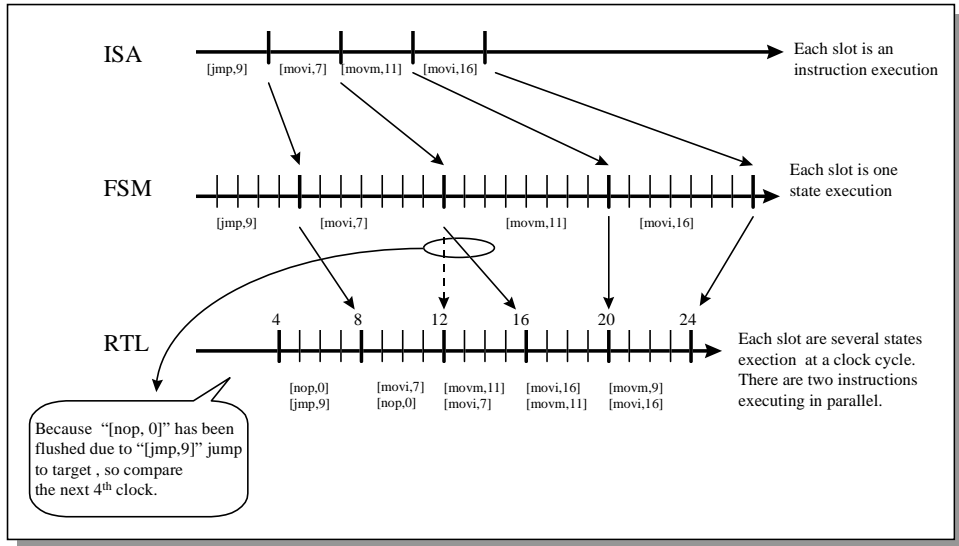 ISA
[jmp,9] [movi,7] [movm,11] [movi,16]
Each slot is an
instruction execution
FSM
[jmp,9] [movi,7] [movm,11] [movi,16]
Each slot is one
state execution
RTL
4 8 12 16 20 24
[nop,0] [movi,7] [movm,11] [movi,16] [movm,9]
[jmp,9] [nop,0] [movi,7] [movm,11] [movi,16]
Each slot are several states
exection at a clock cycle.
There are two instructions
executing in parallel.
Because “[nop, 0]” has been
flushed due to “[jmp,9]” jump
to target , so compare
the next 4th clock.